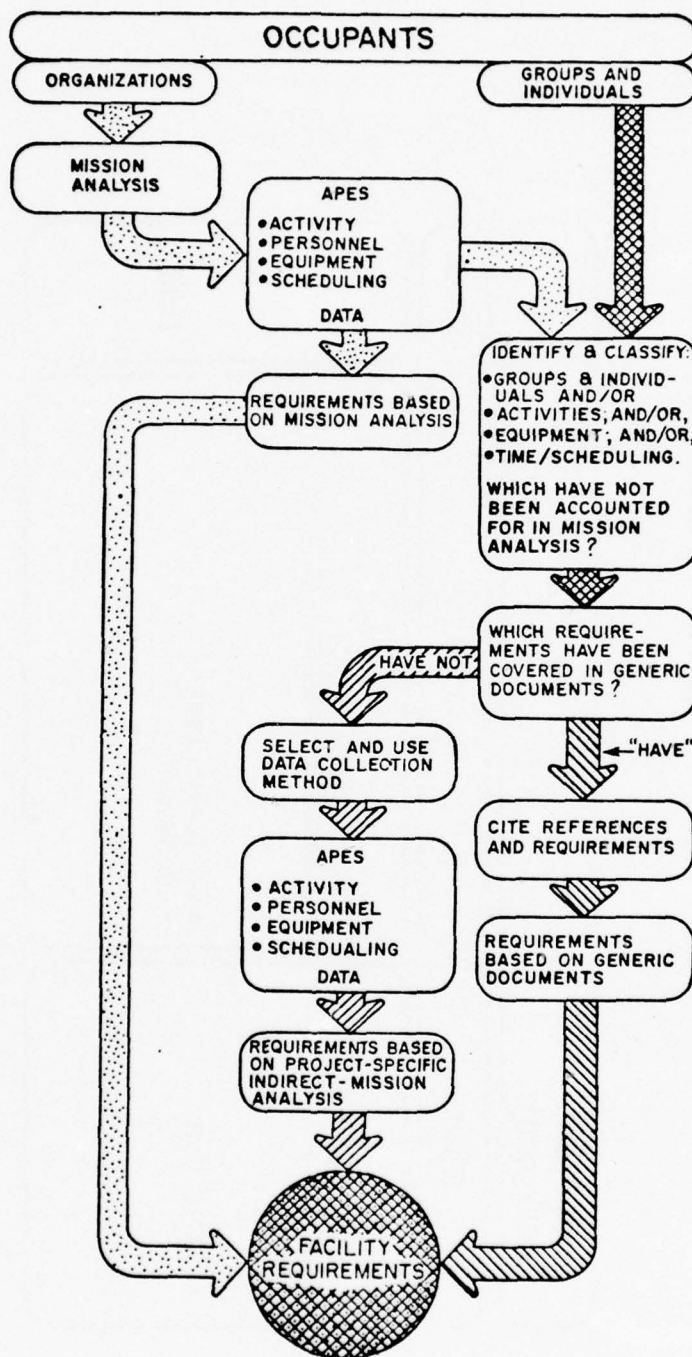 OCCUPANTS
ORGANIZATIONS
GROUPS AND
INDIVIDUALS
MISSION
ANALYSIS
APES
•ACTIVITY
•PERSONNEL
•EQUIPMENT
•SCHEDULING
DATA
REQUIREMENTS BASED
ON MISSION ANALYSIS
IDENTIFY & CLASSIFY:
•GROUPS & INDIVID-
UALS AND/OR
•ACTIVITIES; AND/OR,
•EQUIPMENT; AND/OR,
•TIME/SCHEDULING.
WHICH HAVE NOT
BEEN ACCOUNTED
FOR IN MISSION
ANALYSIS?
WHICH REQUIRE-
MENTS HAVE BEEN
COVERED IN GENERIC
DOCUMENTS?
HAVE NOT
"HAVE"
SELECT AND USE
DATA COLLECTION
METHOD
CITE REFERENCES
AND REQUIREMENTS
APES
• ACTIVITY
• PERSONNEL
• EQUIPMENT
• SCHEDUALING
DATA
REQUIREMENTS
BASED ON GENERIC
DOCUMENTS
REQUIREMENTS BASED
ON PROJECT-SPECIFIC
INDIRECT-MISSION
ANALYSIS
FACILITY
REQUIREMENTS